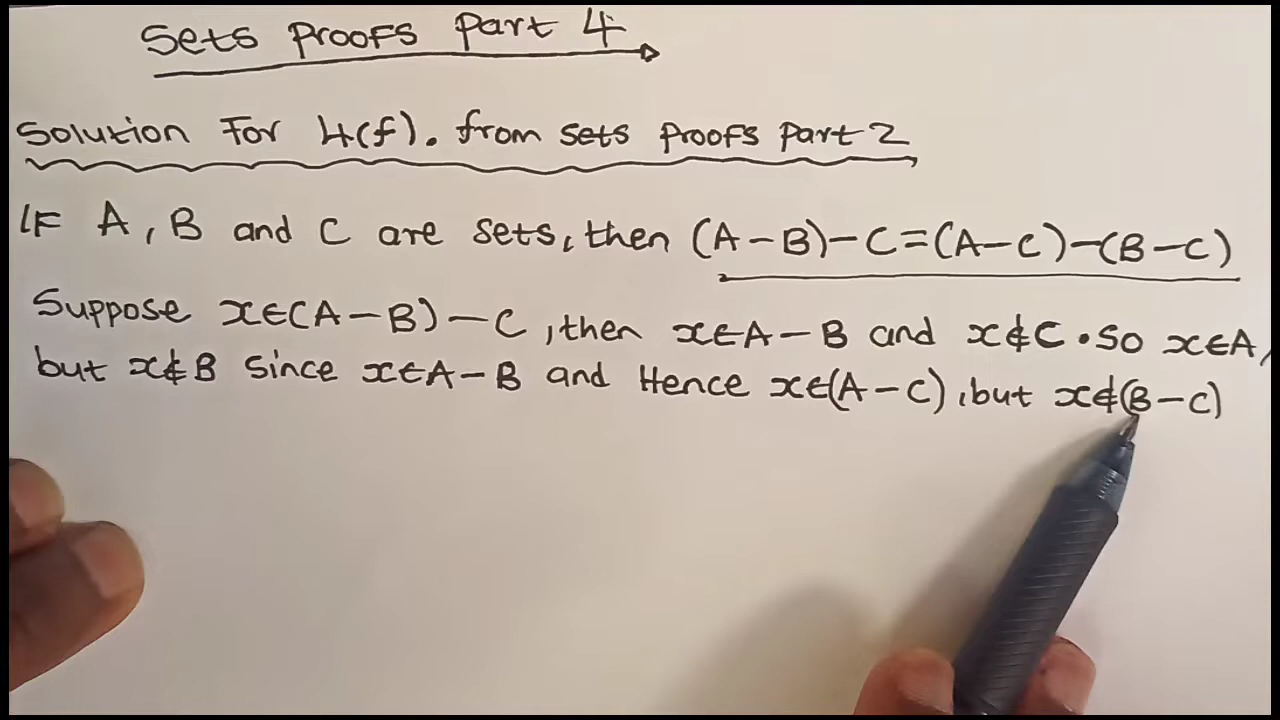 Sets Proofs Part 4
Solution For 4(f). from sets Proofs Part 2
IF A, B and C are sets, then (A-B)-C=(A-C)-(B-C)
Suppose x∈(A-B)-C, then x∈A-B and x∉C. So x∈A,
but x∉B since x∈A-B and Hence x∈(A-C), but x∉(B-C)